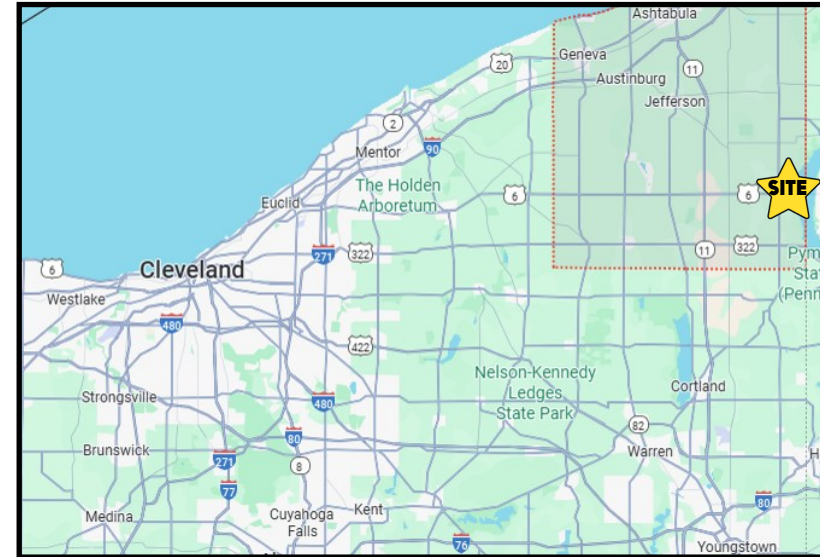 Ashtabula
Geneva
20
Austinburg
11
Jefferson
2
Mentor
90
The Holden
Arboretum
6
6
SITE
Euclid
322
271
11
322
Cleveland
6
Westlake
480
422
Pym
Stat
(Penn
Nelson-Kennedy
Ledges
State Park
Cortland
Strongsville
480
82
80
Brunswick
271
8
Warren
H
77
80
Medina
Cuyahoga
Falls
Kent
76
Youngstown